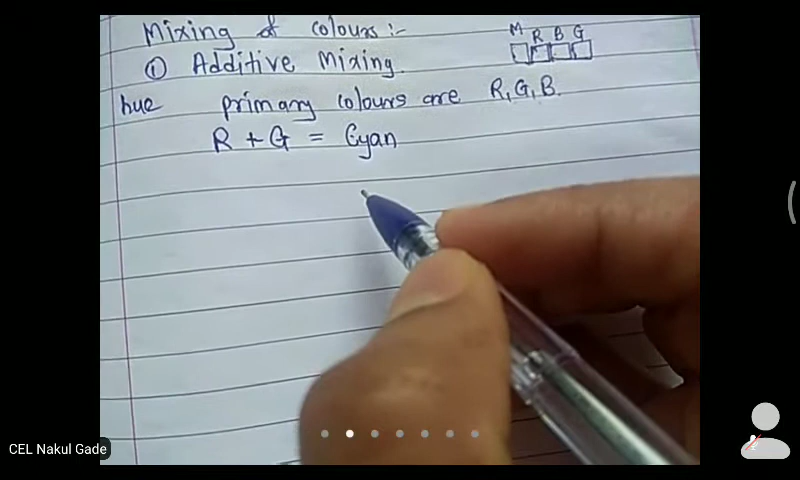 Mixing of colours :-
M R B G
① Additive Mixing.
hue primary colours are R, G, B.
R + G = Cyan
CEL Nakul Gade